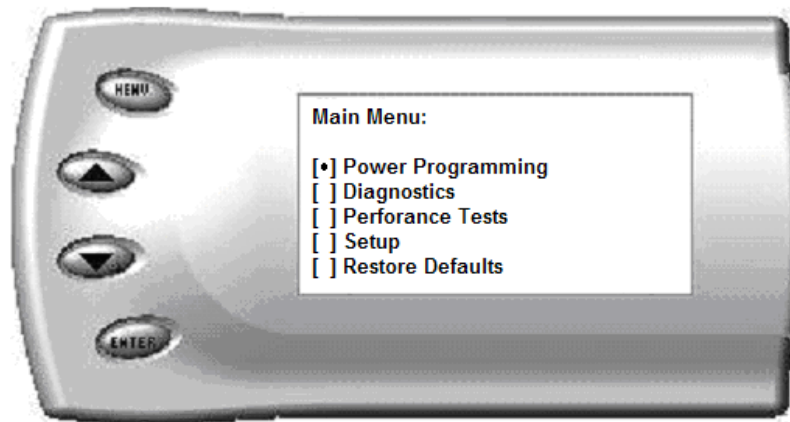 MENU
Main Menu:
[•] Power Programming
[ ] Diagnostics
[ ] Perforance Tests
[ ] Setup
[ ] Restore Defaults
ENTER